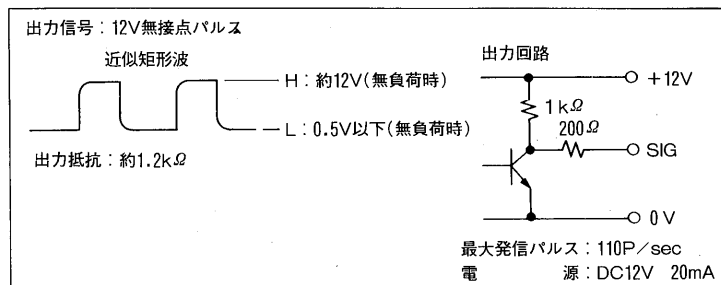 出力信号：12V無接点パルス
近似矩形波
H：約12V(無負荷時)
L：0.5V以下(無負荷時)
出力抵抗：約1.2kΩ
出力回路
+12V
1kΩ
200Ω
SIG
0V
最大発信パルス：110P／sec
電　　　源：DC12V 20mA